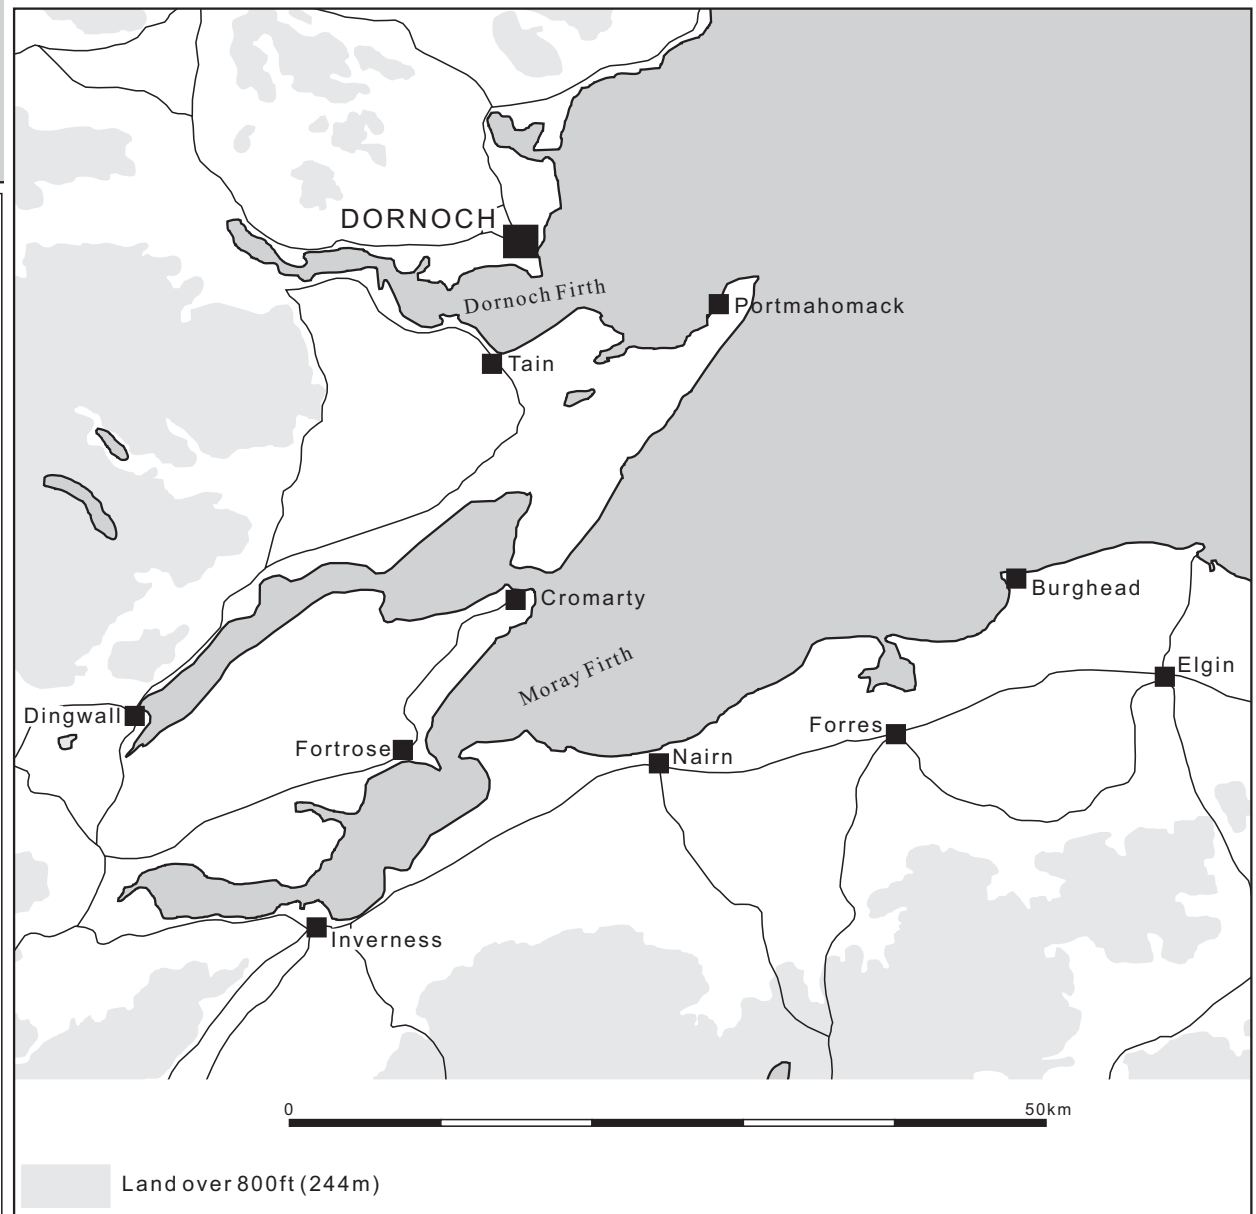 DORNOCH
Dornoch Firth
Portmahomack
Tain
Burghead
Cromarty
Moray Firth
Elgin
Dingwall
Forres
Fortrose
Nairn
Inverness
0 50km
Land over 800ft (244m)